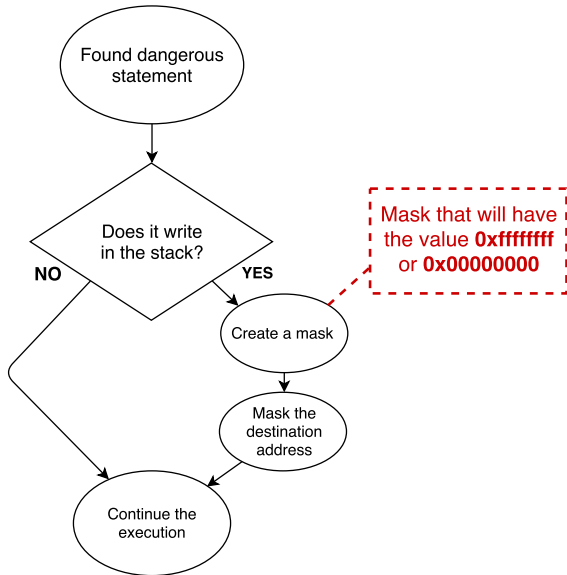 Found dangerous
statement
Does it write
in the stack?
NO
YES
Mask that will have
the value 0xffffffff
or 0x00000000
Create a mask
Mask the
destination
address
Continue the
execution